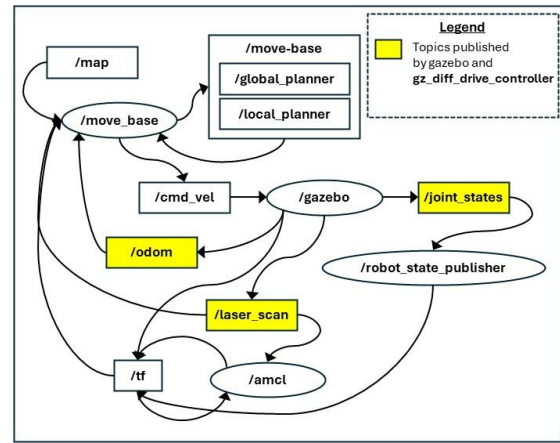 Legend
Topics published
by gazebo and
gz_diff_drive_controller
/map
/move-base
/global_planner
/local_planner
/move_base
/cmd_vel
/gazebo
/joint_states
/odom
/robot_state_publisher
/laser_scan
/tf
/amcl